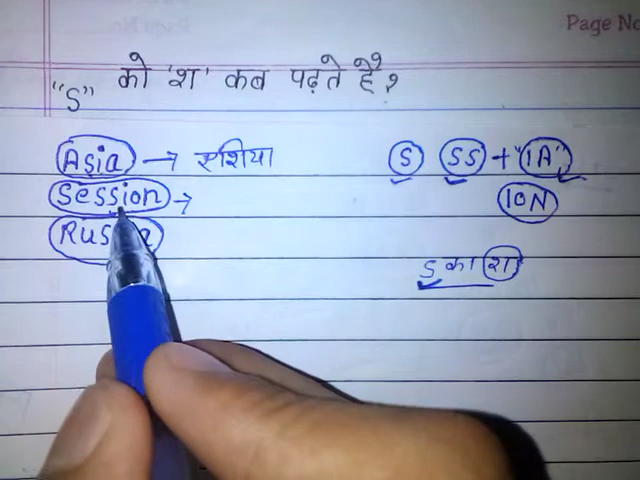 Page No
"S" को 'श' कब पढ़ते है?
Asia → एशिया S SS + "IA"
Session → ION
S का श